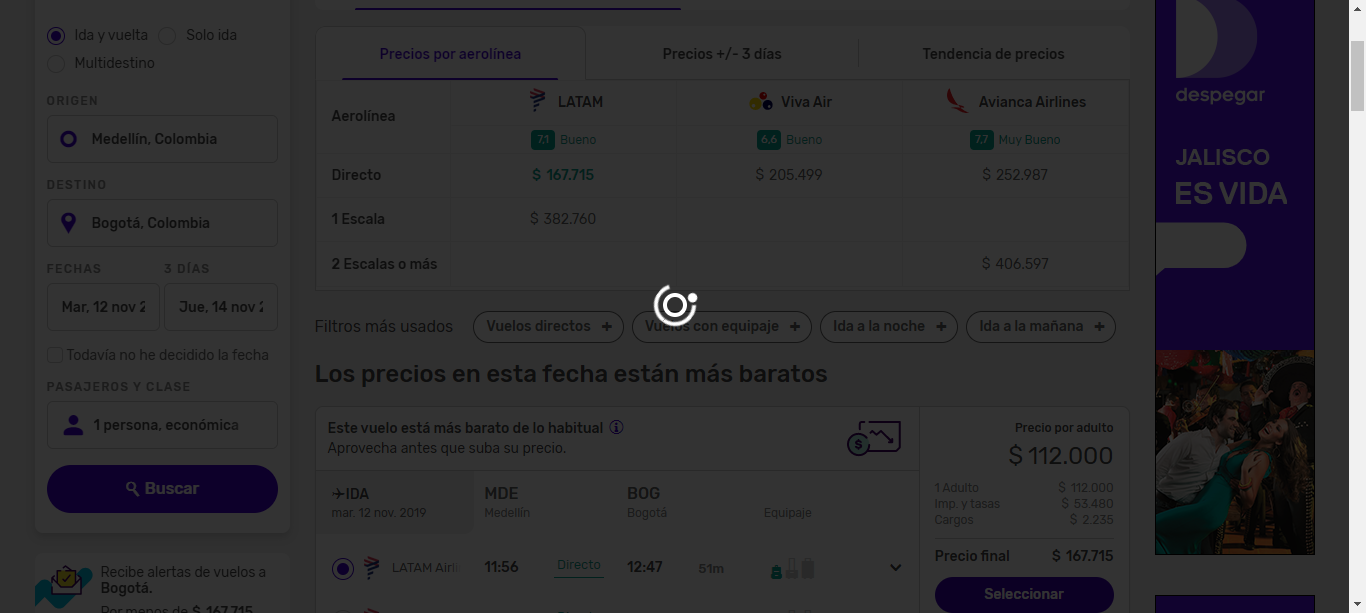 Ida y vuelta
Solo ida
Multidestino
ORIGEN
Medellín, Colombia
DESTINO
Bogotá, Colombia
FECHAS
3 DÍAS
Mar, 12 nov 2
Jue, 14 nov 2
Todavía no he decidido la fecha
PASAJEROS Y CLASE
1 persona, económica
Buscar
Recibe alertas de vuelos a
Bogotá.
Por menos de $ 167.715
Precios por aerolínea
Precios +/- 3 días
Tendencia de precios
Aerolínea
LATAM
Viva Air
Avianca Airlines
7,1 Bueno
6,6 Bueno
7,7 Muy Bueno
Directo
$ 167.715
$ 205.499
$ 252.987
1 Escala
$ 382.760
2 Escalas o más
$ 406.597
Filtros más usados
Vuelos directos +
Vuelos con equipaje +
Ida a la noche +
Ida a la mañana +
Los precios en esta fecha están más baratos
Este vuelo está más barato de lo habitual
Aprovecha antes que suba su precio.
IDA
MDE
BOG
mar. 12 nov. 2019
Medellín
Bogotá
Equipaje
LATAM Airli
11:56
Directo
12:47
51m
Precio por adulto
$ 112.000
1 Adulto $ 112.000
Imp. y tasas $ 53.480
Cargos $ 2.235
Precio final $ 167.715
Seleccionar
despegar
JALISCO
ES VIDA